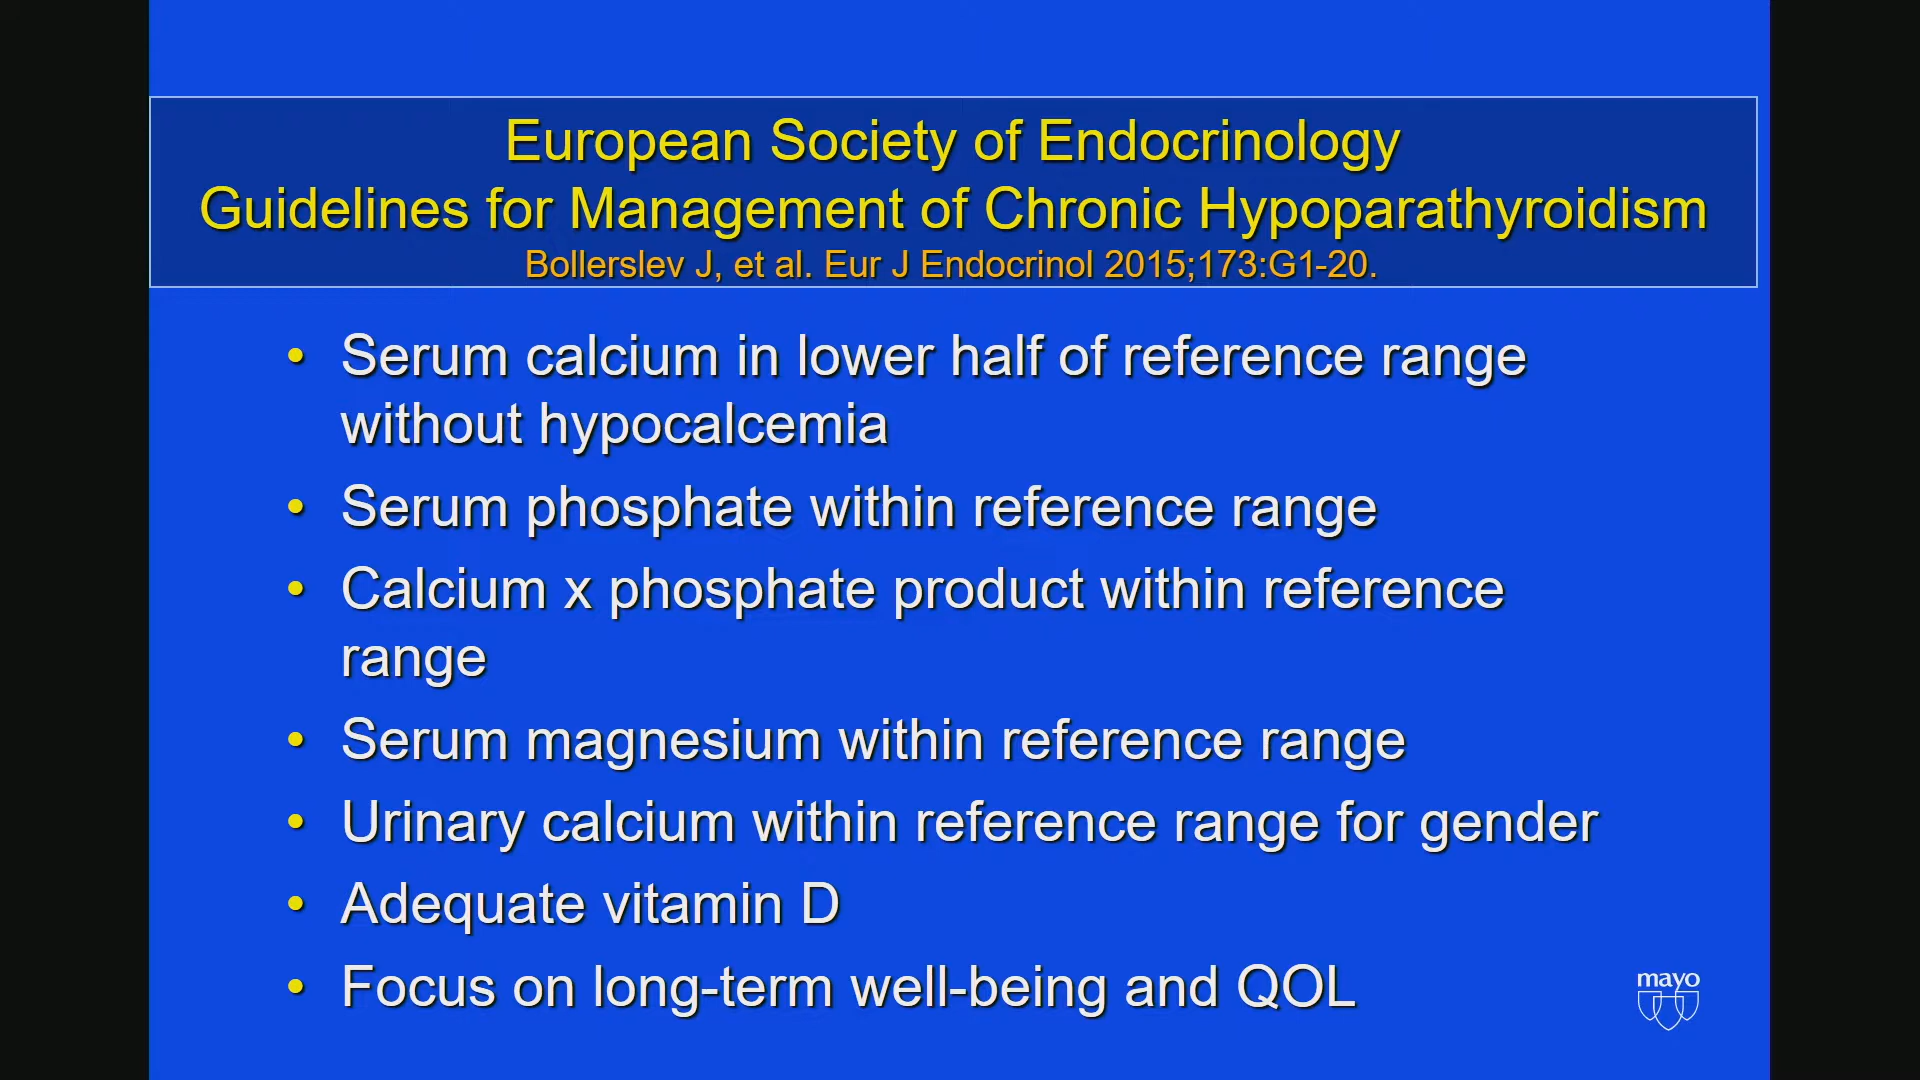 European Society of Endocrinology
Guidelines for Management of Chronic Hypoparathyroidism
Bollerslev J, et al. Eur J Endocrinol 2015;173:G1-20.
• Serum calcium in lower half of reference range
without hypocalcemia
• Serum phosphate within reference range
• Calcium x phosphate product within reference
range
• Serum magnesium within reference range
• Urinary calcium within reference range for gender
• Adequate vitamin D
• Focus on long-term well-being and QOL
mayo